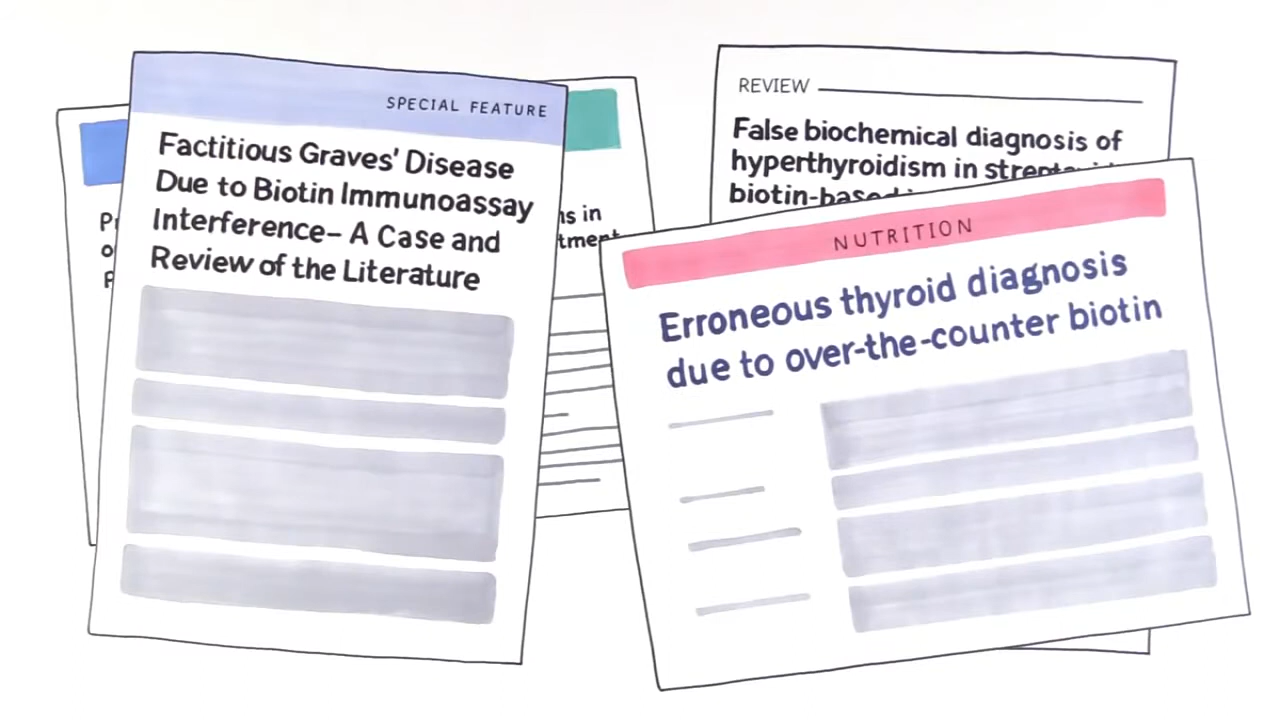 SPECIAL FEATURE
Factitious Graves' Disease
Due to Biotin Immunoassay
Interference– A Case and
Review of the Literature
in
REVIEW
False biochemical diagnosis of
hyperthyroidism in
NUTRITION
Erroneous thyroid diagnosis
due to over-the-counter biotin